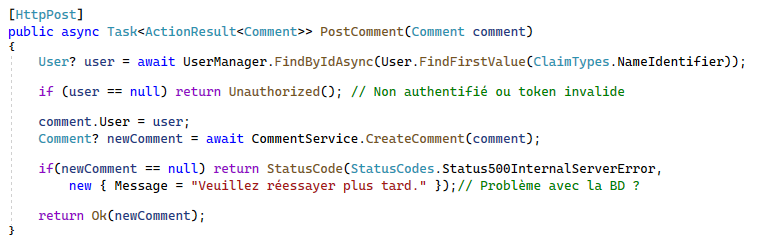 [HttpPost]
public async Task<ActionResult<Comment>> PostComment(Comment comment)
{
User? user = await UserManager.FindByIdAsync(User.FindFirstValue(ClaimTypes.NameIdentifier));
if (user == null) return Unauthorized(); // Non authentifié ou token invalide
comment.User = user;
Comment? newComment = await CommentService.CreateComment(comment);
if(newComment == null) return StatusCode(StatusCodes.Status500InternalServerError,
new { Message = "Veuillez réessayer plus tard." });// Problème avec la BD ?
return Ok(newComment);
}